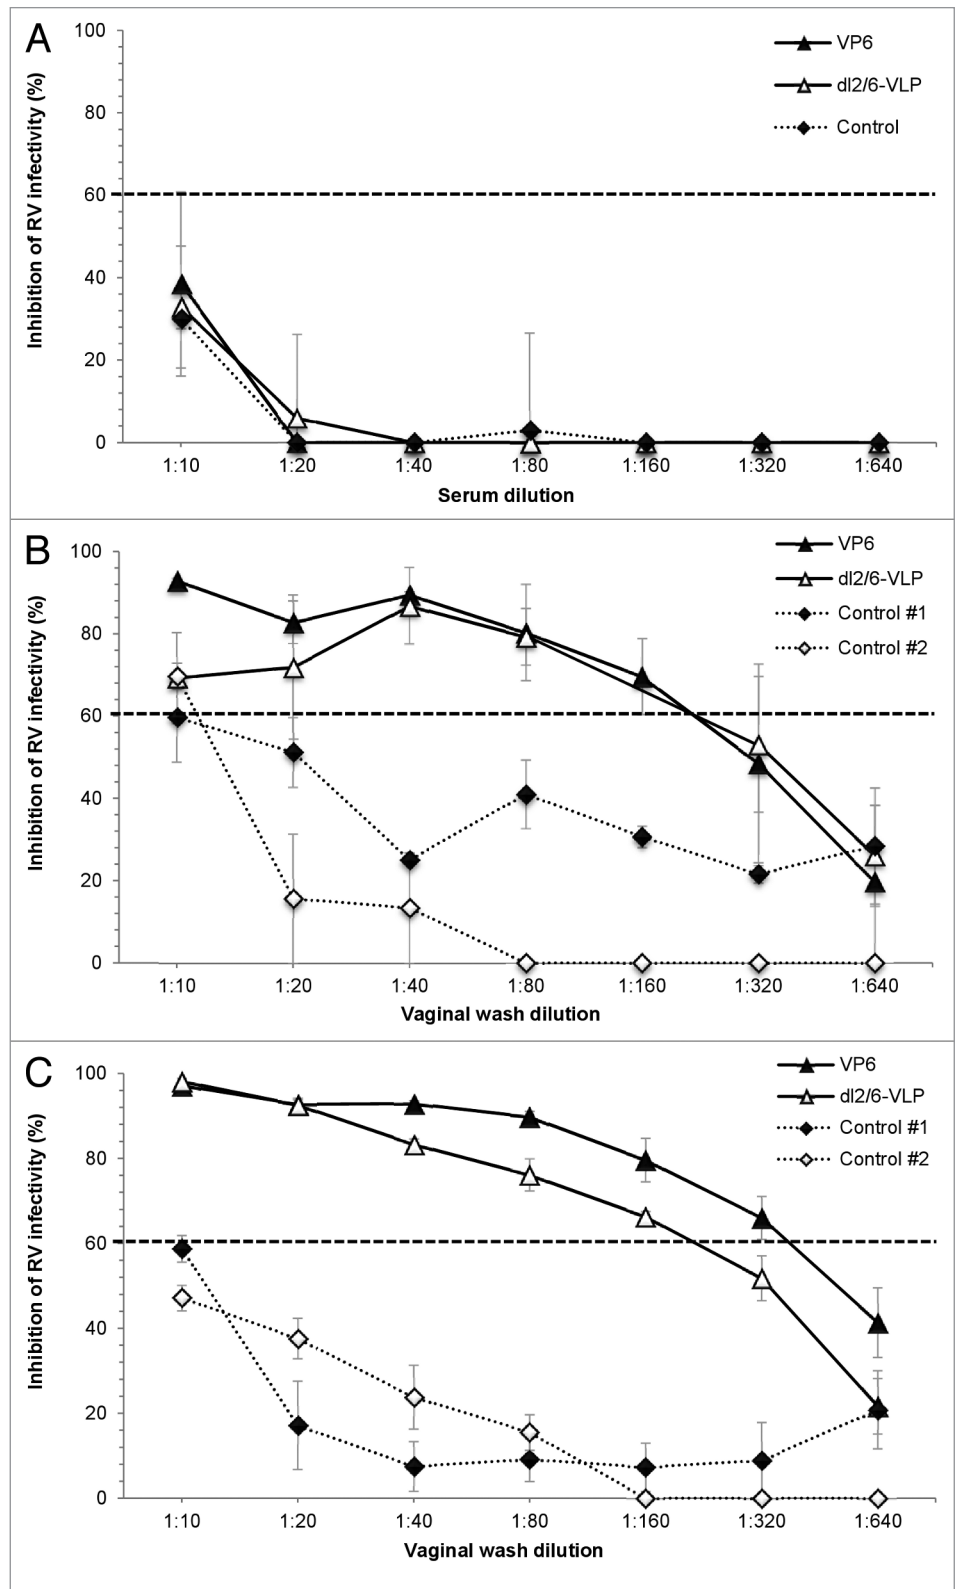 A
Inhibition of RV infectivity (%)
100
80
60
40
20
0
VP6
dl2/6-VLP
Control
1:10 1:20 1:40 1:80 1:160 1:320 1:640
Serum dilution
B
Inhibition of RV infectivity (%)
100
80
60
40
20
0
VP6
dl2/6-VLP
Control #1
Control #2
1:10 1:20 1:40 1:80 1:160 1:320 1:640
Vaginal wash dilution
C
Inhibition of RV infectivity (%)
100
80
60
40
20
0
VP6
dl2/6-VLP
Control #1
Control #2
1:10 1:20 1:40 1:80 1:160 1:320 1:640
Vaginal wash dilution